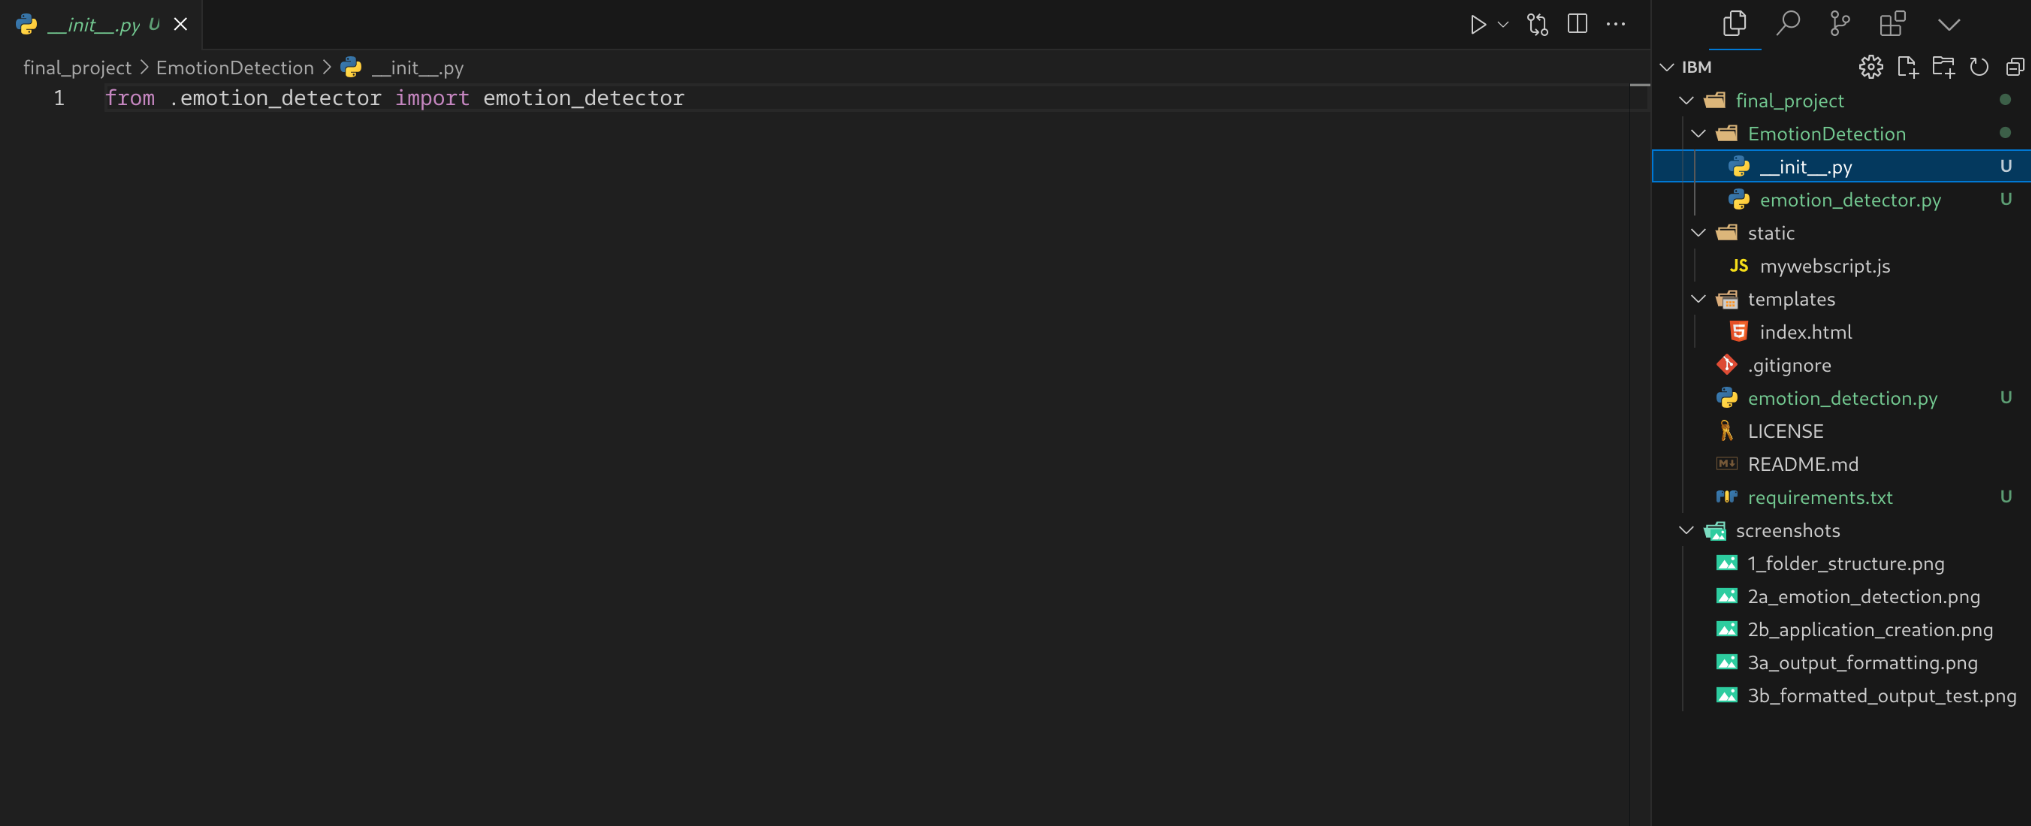 __init__.py U
final_project > EmotionDetection > __init__.py
1 from .emotion_detector import emotion_detector
IBM
final_project
EmotionDetection
__init__.py U
emotion_detector.py U
static
JS mywebscript.js
templates
5 index.html
.gitignore
emotion_detection.py U
LICENSE
M README.md
requirements.txt U
screenshots
1_folder_structure.png
2a_emotion_detection.png
2b_application_creation.png
3a_output_formatting.png
3b_formatted_output_test.png